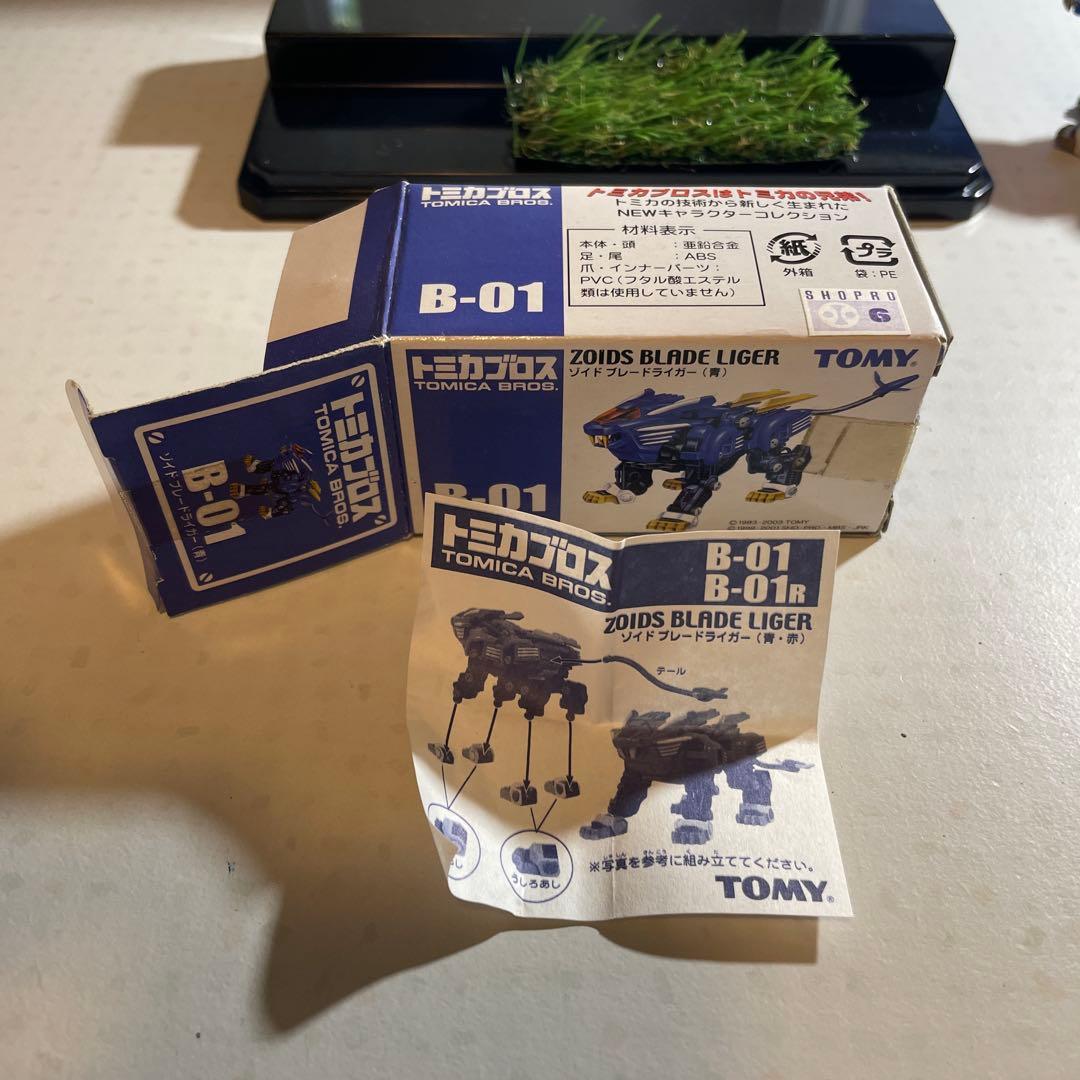 トミカブロス
TOMICA BROS.
B-01
トミカブロスはトミカの兄弟!
トミカの技術から新しく生まれた
NEWキャラクターコレクション
材料表示
本体・頭 : 亜鉛合金
足・尾 : ABS
爪・インナーパーツ :
PVC(フタル酸エステル
類は使用していません)
紙
外箱
プラ
袋:PE
SHOPRO
G
トミカブロス
TOMICA BROS.
ZOIDS BLADE LIGER
ゾイド ブレードライガー(青)
TOMY
B-01
©1983-2003 TOMY
トミカブロス
TOMICA BROS.
B-01
ゾイド ブレードライガー(青)
トミカブロス
TOMICA BROS.
B-01
B-01R
ZOIDS BLADE LIGER
ゾイド ブレードライガー(青・赤)
テール
うしろあし
※写真を参考に組み立ててください。
TOMY®